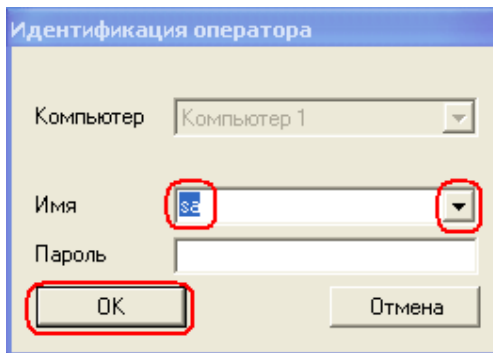 Идентификация оператора
Компьютер Компьютер 1
Имя sa
Пароль
OK Отмена